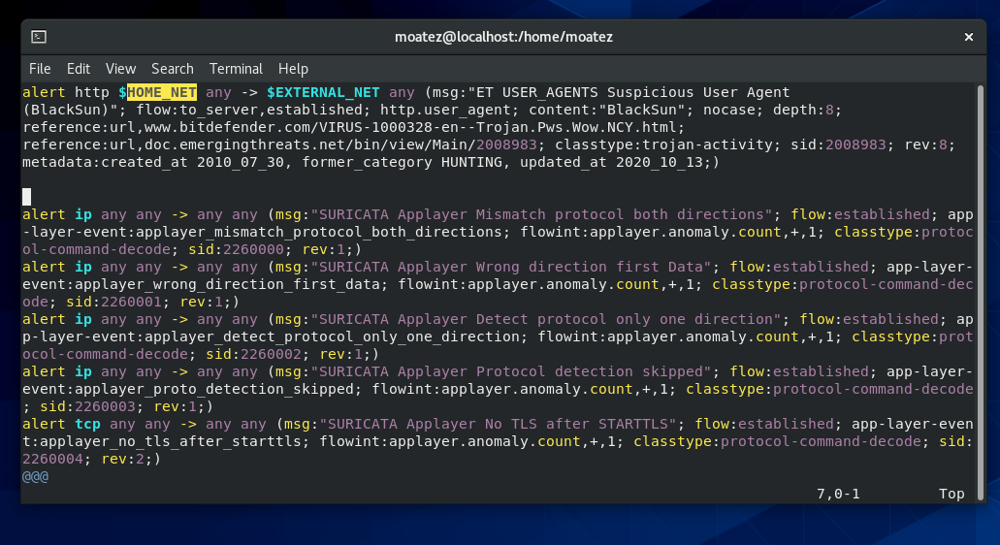 moatez@localhost:/home/moatez
File Edit View Search Terminal Help
alert http $HOME_NET any -> $EXTERNAL_NET any (msg:"ET USER_AGENTS Suspicious User Agent
(BlackSun)"; flow:to_server,established; http.user_agent; content:"BlackSun"; nocase; depth:8;
reference:url,www.bitdefender.com/VIRUS-1000328-en--Trojan.Pws.Wow.NCY.html;
reference:url,doc.emergingthreats.net/bin/view/Main/2008983; classtype:trojan-activity; sid:2008983; rev:8;
metadata:created_at 2010_07_30, former_category HUNTING, updated_at 2020_10_13;)
alert ip any any -> any any (msg:"SURICATA Applayer Mismatch protocol both directions"; flow:established; app
-layer-event:applayer_mismatch_protocol_both_directions; flowint:applayer.anomaly.count,+,1; classtype:protoc
ol-command-decode; sid:2260000; rev:1;)
alert ip any any -> any any (msg:"SURICATA Applayer Wrong direction first Data"; flow:established; app-layer-
event:applayer_wrong_direction_first_data; flowint:applayer.anomaly.count,+,1; classtype:protocol-command-dec
ode; sid:2260001; rev:1;)
alert ip any any -> any any (msg:"SURICATA Applayer Detect protocol only one direction"; flow:established; ap
p-layer-event:applayer_detect_protocol_only_one_direction; flowint:applayer.anomaly.count,+,1; classtype:prot
ocol-command-decode; sid:2260002; rev:1;)
alert ip any any -> any any (msg:"SURICATA Applayer Protocol detection skipped"; flow:established; app-layer-
event:applayer_proto_detection_skipped; flowint:applayer.anomaly.count,+,1; classtype:protocol-command-decode
; sid:2260003; rev:1;)
alert tcp any any -> any any (msg:"SURICATA Applayer No TLS after STARTTLS"; flow:established; app-layer-even
t:applayer_no_tls_after_starttls; flowint:applayer.anomaly.count,+,1; classtype:protocol-command-decode; sid:
2260004; rev:2;)
@@@
7,0-1 Top